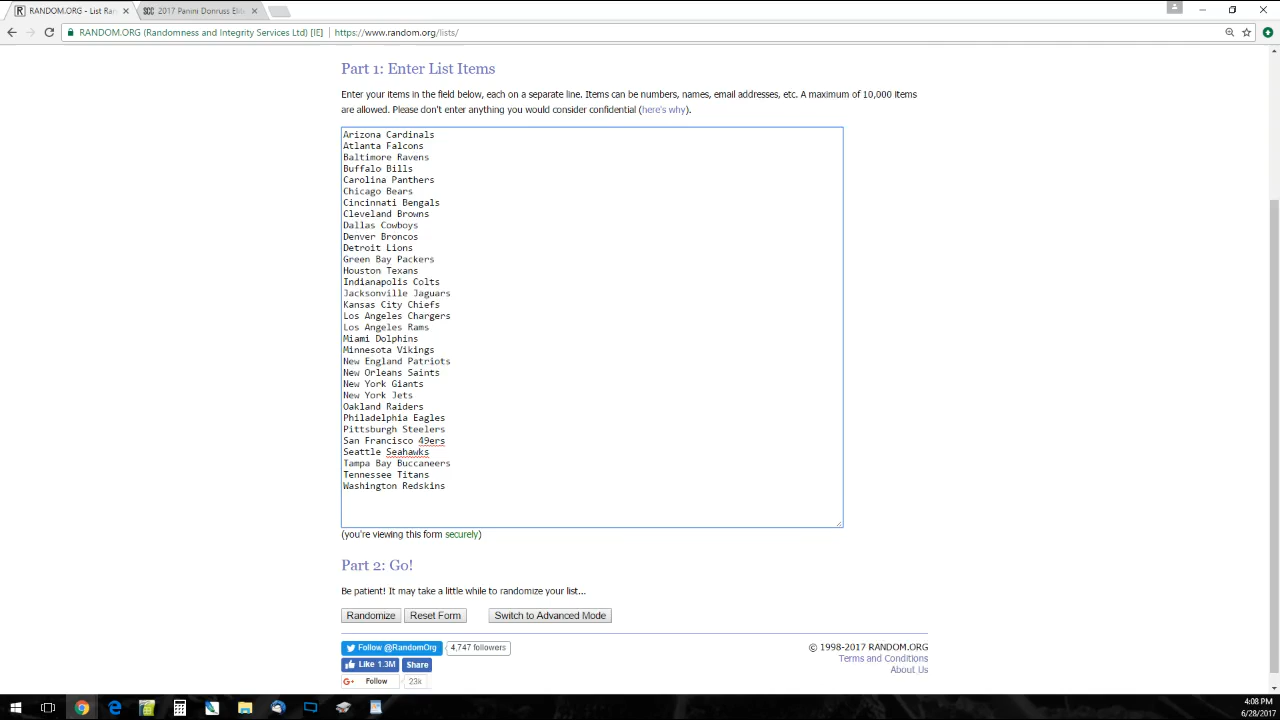 RANDOM.ORG - List Ran
2017 Panini Donruss Elite
RANDOM.ORG (Randomness and Integrity Services Ltd) [IE]
https://www.random.org/lists/
Part 1: Enter List Items
Enter your items in the field below, each on a separate line. Items can be numbers, names, email addresses, etc. A maximum of 10,000 items
are allowed. Please don't enter anything you would consider confidential (here's why).
Arizona Cardinals
Atlanta Falcons
Baltimore Ravens
Buffalo Bills
Carolina Panthers
Chicago Bears
Cincinnati Bengals
Cleveland Browns
Dallas Cowboys
Denver Broncos
Detroit Lions
Green Bay Packers
Houston Texans
Indianapolis Colts
Jacksonville Jaguars
Kansas City Chiefs
Los Angeles Chargers
Los Angeles Rams
Miami Dolphins
Minnesota Vikings
New England Patriots
New Orleans Saints
New York Giants
New York Jets
Oakland Raiders
Philadelphia Eagles
Pittsburgh Steelers
San Francisco 49ers
Seattle Seahawks
Tampa Bay Buccaneers
Tennessee Titans
Washington Redskins
(you're viewing this form securely)
Part 2: Go!
Be patient! It may take a little while to randomize your list...
Randomize Reset Form Switch to Advanced Mode
Follow @RandomOrg 4,747 followers
© 1998-2017 RANDOM.ORG
Like 1.3M Share
Terms and Conditions
Follow 23k
About Us
4:08 PM
6/28/2017